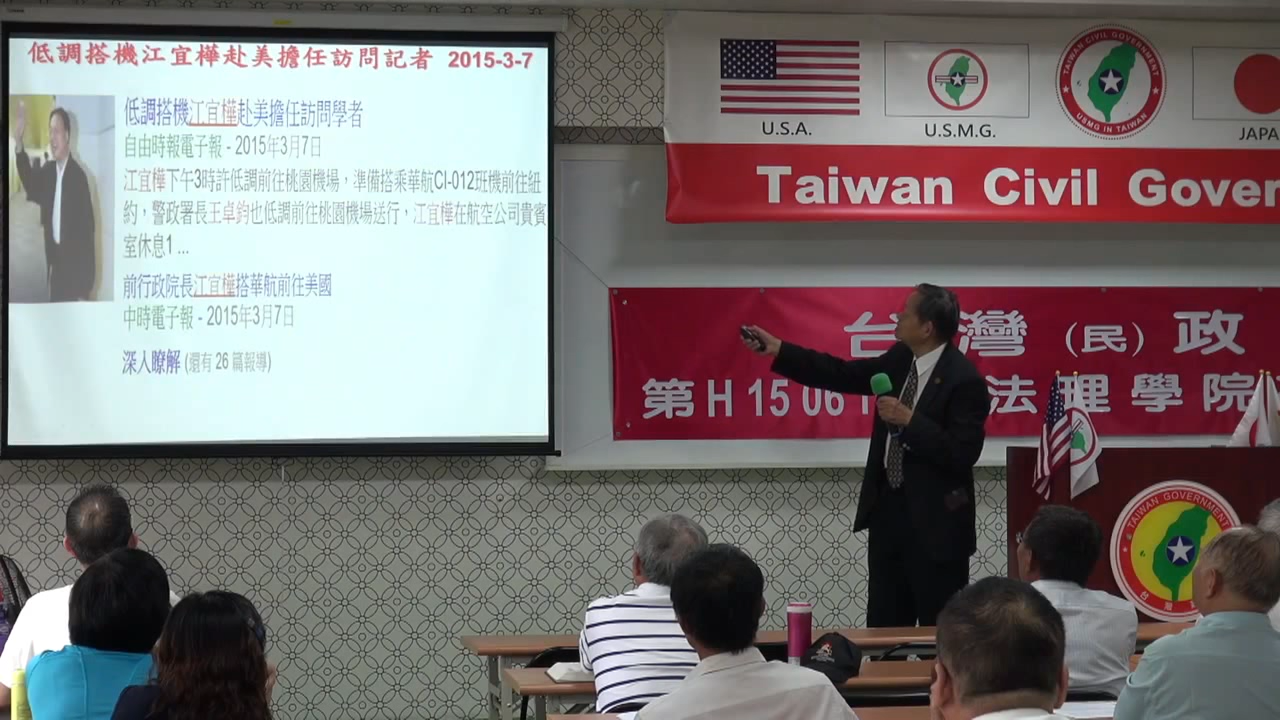 低調搭機江宜樺赴美擔任訪問記者 2015-3-7
低調搭機江宜樺赴美擔任訪問學者
自由時報電子報 - 2015年3月7日
江宜樺下午3時許低調前往桃園機場，準備搭乘華航CI-012班機前往紐
約，警政署長王卓鈞也低調前往桃園機場送行，江宜樺在航空公司貴賓
室休息1 ...
前行政院長江宜樺搭華航前往美國
中時電子報 - 2015年3月7日
深入瞭解 (還有 26 篇報導)
U.S.A.
U.S.M.G.
TAIWAN CIVIL GOVERNMENT
USMG IN TAIWAN
JAPA
Taiwan Civil Gover
台灣（民）政
第 H 15 06 法理學院
TAIWAN GOVERNMENT
台灣